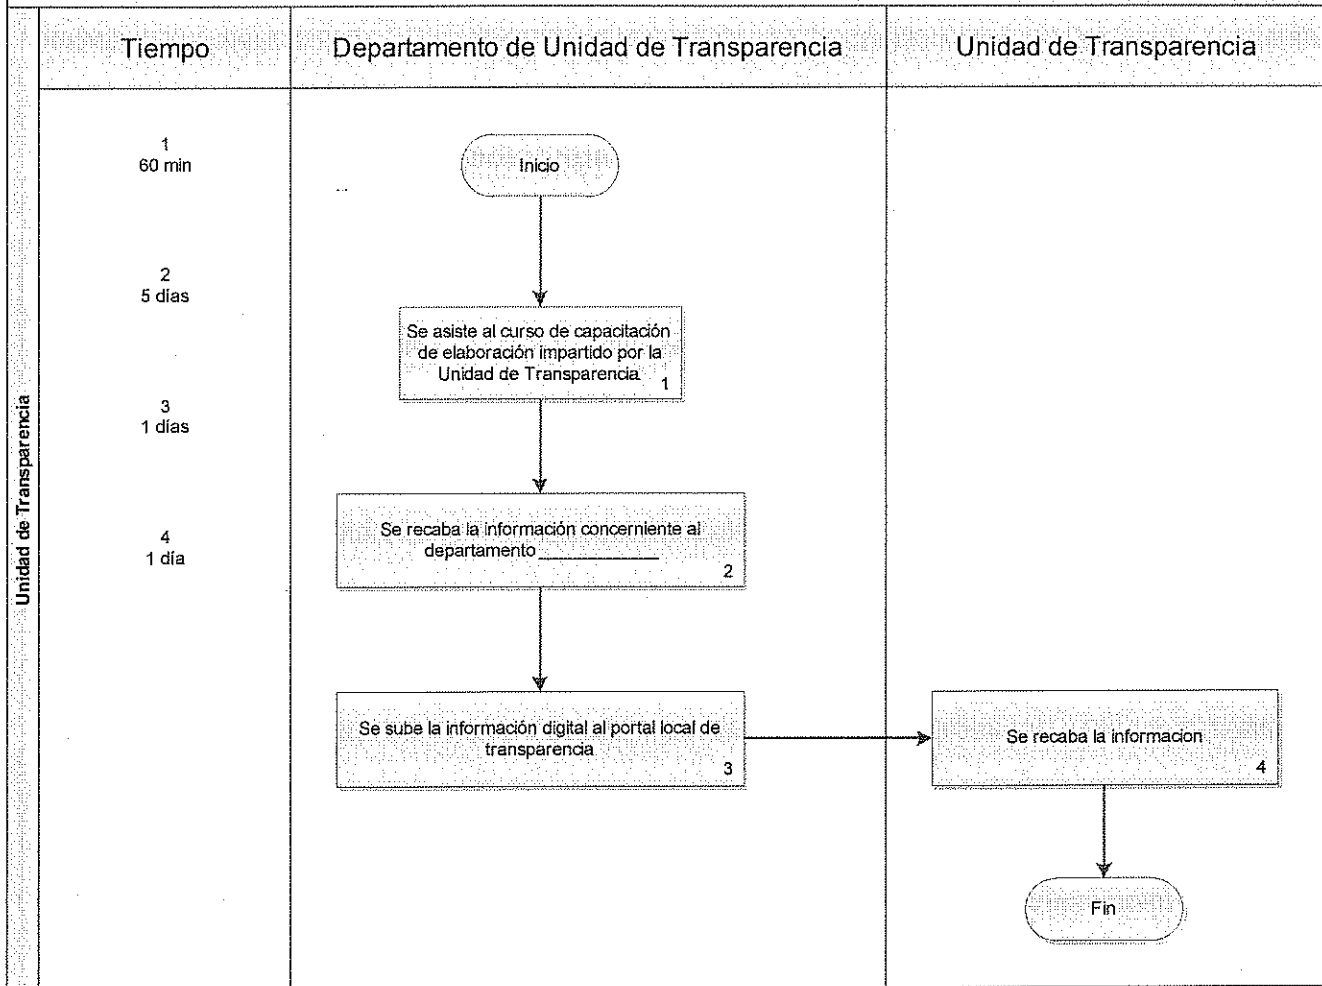 Tiempo
Departamento de Unidad de Transparencia
Unidad de Transparencia
Unidad de Transparencia
1
60 min
2
5 días
3
1 días
4
1 día
Inicio
Se asiste al curso de capacitación
de elaboración impartido por la
Unidad de Transparencia.
1
Se recaba la información concerniente al
departamento ______________
2
Se sube la información digital al portal local de
transparencia
3
Se recaba la informacion
4
Fin